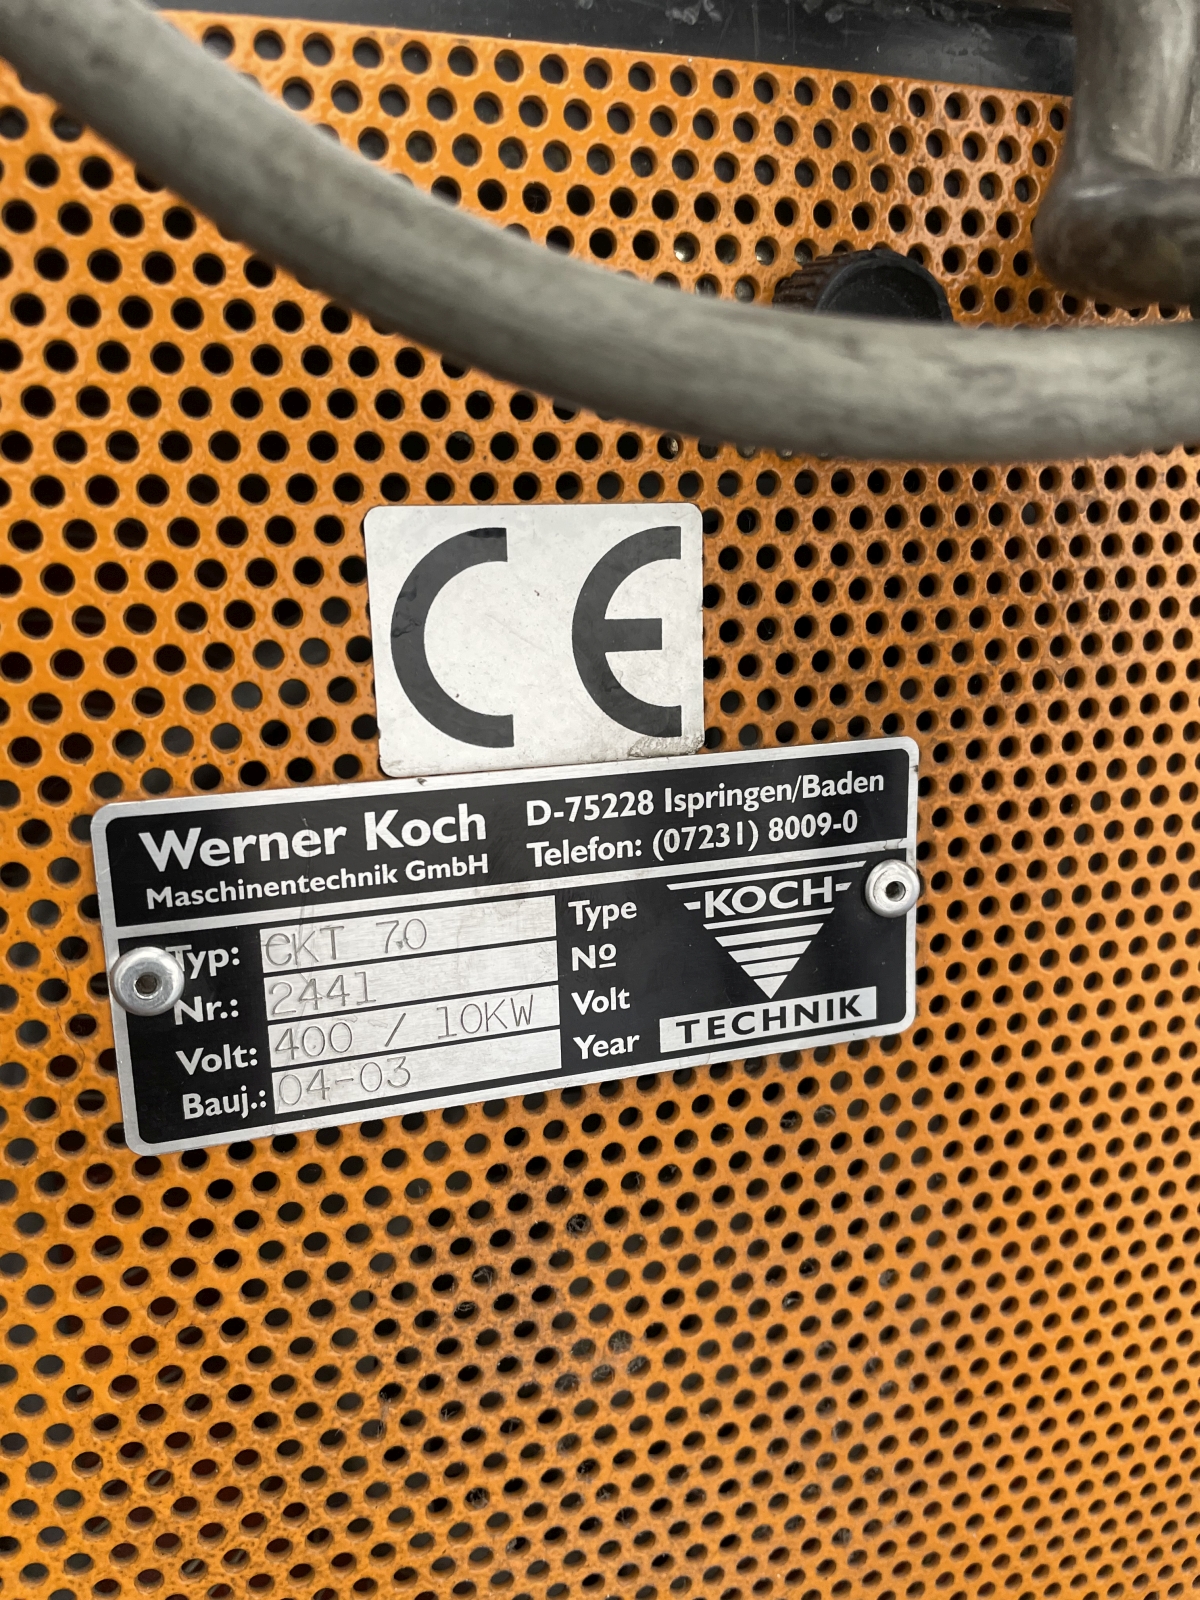 CE
Werner Koch
Maschinentechnik GmbH
D-75228 Ispringen/Baden
Telefon: (07231) 8009-0
Typ: CKT 70 Type
Nr.: 2441 Nº
Volt: 400 / 10KW Volt
Bauj.: 04-03 Year
KOCH
TECHNIK